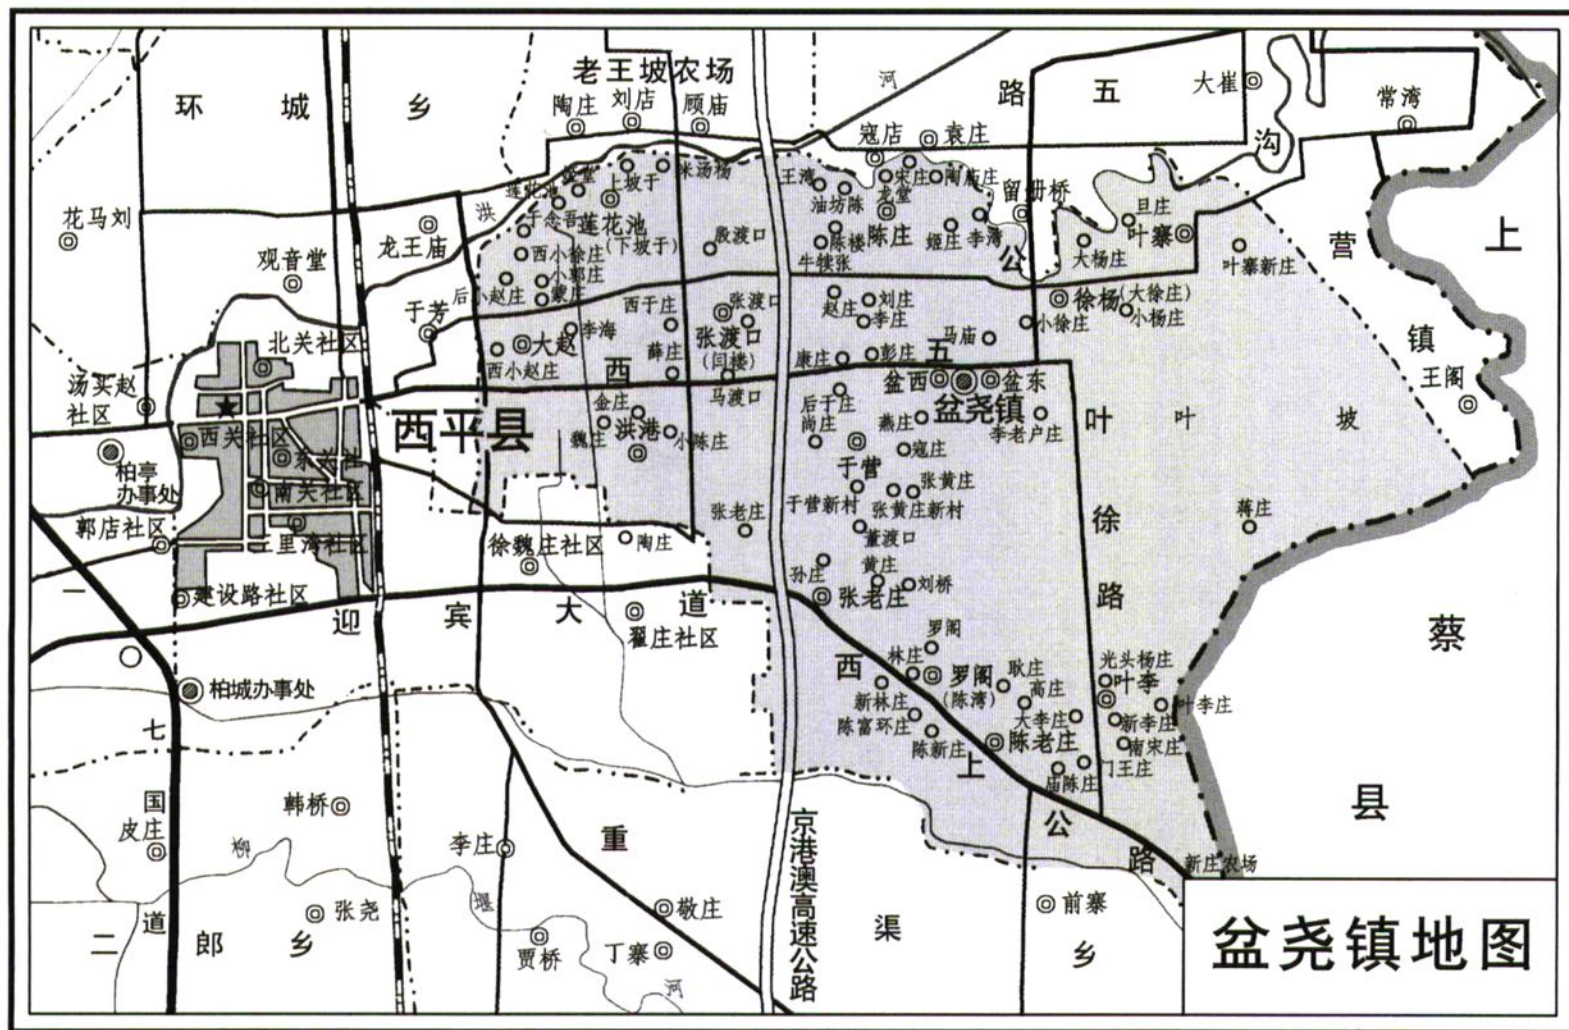 老王坡农场
环城乡
陶庄
刘店
顾庙
河
路五
大崔
常湾
寇店
袁庄
沟
莲花池
上坡于
米汤杨
王湾
宋庄
陶庙庄
留册桥
油坊陈
龙堂
花马刘
洪
河
于念吾
莲花池
(下坡于)
殷渡口
陈楼
陈庄
姬庄
李湾
旦庄
叶寨
营
上
龙王庙
观音堂
西小徐庄
小郭庄
牛犊张
公
大杨庄
叶寨新庄
后小赵庄
于芳
西于庄
张渡口
赵庄
刘庄
徐杨
(大徐庄)
小杨庄
李海
李庄
马庙
小徐庄
北关社区
大赵
薛庄
张渡口
(闫楼)
康庄
彭庄
五
镇
汤买赵
社区
西小赵庄
西
马渡口
盆西
盆东
王阁
西平县
金庄
后于庄
盆尧镇
燕庄
李老户庄
叶
叶
坡
西关社区
魏庄
洪港
小陈庄
尚庄
寇庄
柏亭
办事处
东关社
于营
张黄庄
南关社区
于营新村
张黄庄新村
郭店社区
三里湾社区
徐魏庄社区
陶庄
张老庄
董渡口
徐
蒋庄
孙庄
黄庄
刘桥
建设路社区
张老庄
路
一
迎宾大道
翟庄社区
蔡
罗阁
西
林庄
罗阁
(陈湾)
耿庄
光头杨庄
叶李
柏城办事处
新林庄
高庄
叶李庄
陈富环庄
大李庄
新李庄
七
陈新庄
陈老庄
南宋庄
上
庙陈庄
门王庄
国
韩桥
县
皮庄
柳
李庄
重
京港澳高速公路
公
路
新庄农场
堰
道
张尧
敬庄
前寨
二郎乡
贾桥
丁寨
渠
乡
河
盆尧镇地图